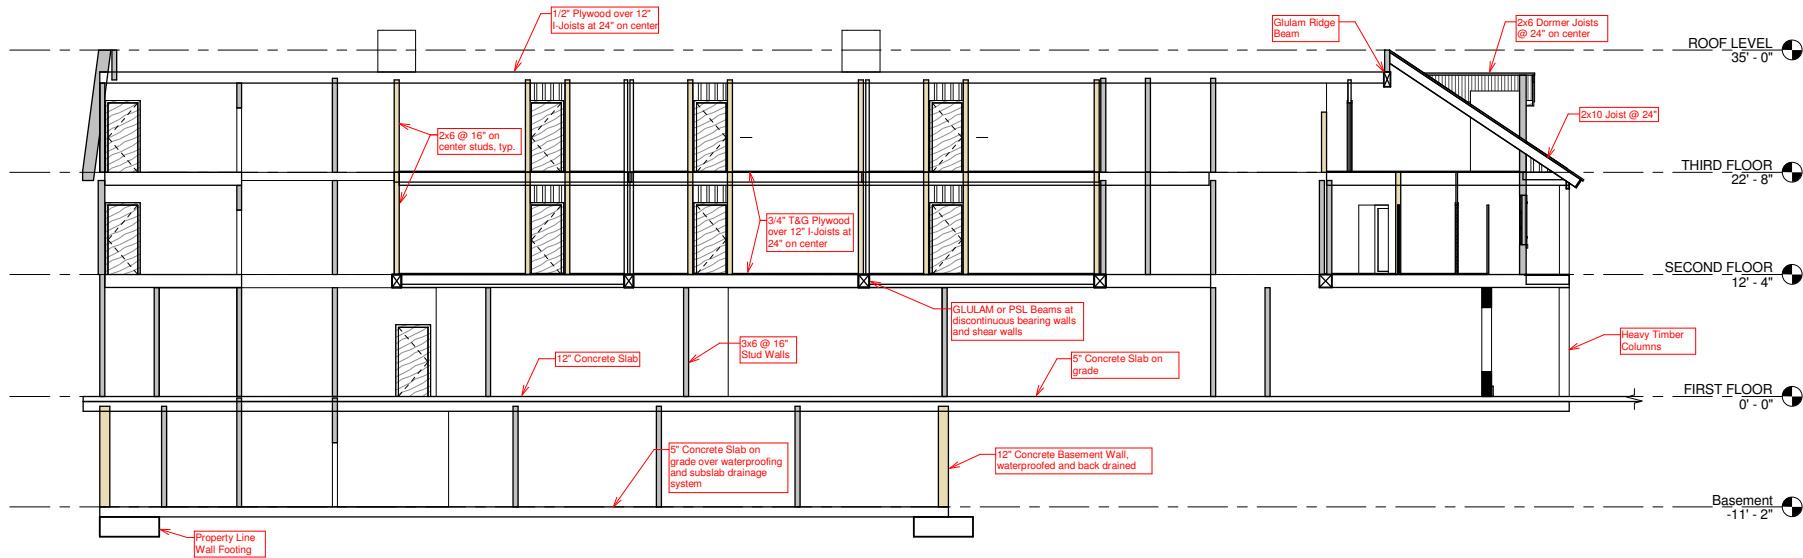 1/2" Plywood over 12"
I-Joists at 24" on center
Glulam Ridge
Beam
2x6 Dormer Joists
@ 24" on center
ROOF LEVEL
35' - 0"
2x10 Joist @ 24"
2x6 @ 16" on
center studs, typ.
THIRD FLOOR
22' - 8"
3/4" T&G Plywood
over 12" I-Joists at
24" on center
SECOND FLOOR
12' - 4"
GLULAM or PSL Beams at
discontinuous bearing walls
and shear walls
Heavy Timber
Columns
3x6 @ 16"
Stud Walls
12" Concrete Slab
5" Concrete Slab on
grade
FIRST FLOOR
0' - 0"
5" Concrete Slab on
grade over waterproofing
and subslab drainage
system
12" Concrete Basement Wall,
waterproofed and back drained
Basement
-11' - 2"
Property Line
Wall Footing